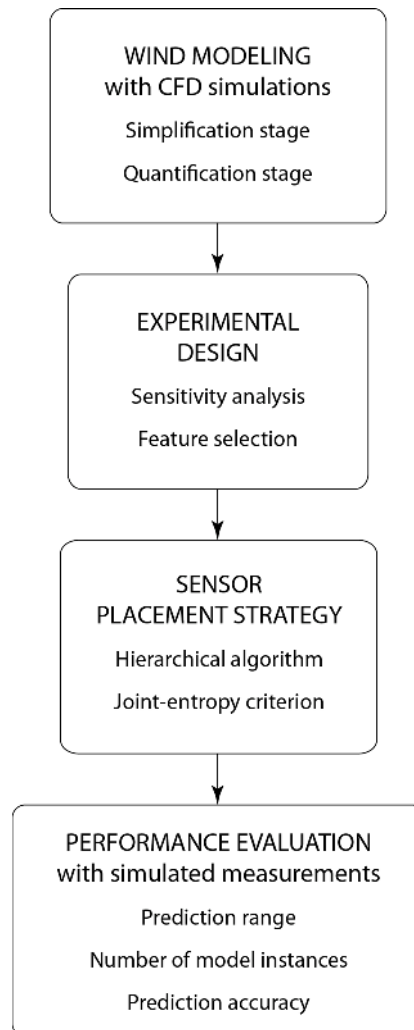 WIND MODELING
with CFD simulations
Simplification stage
Quantification stage
EXPERIMENTAL
DESIGN
Sensitivity analysis
Feature selection
SENSOR
PLACEMENT STRATEGY
Hierarchical algorithm
Joint-entropy criterion
PERFORMANCE EVALUATION
with simulated measurements
Prediction range
Number of model instances
Prediction accuracy